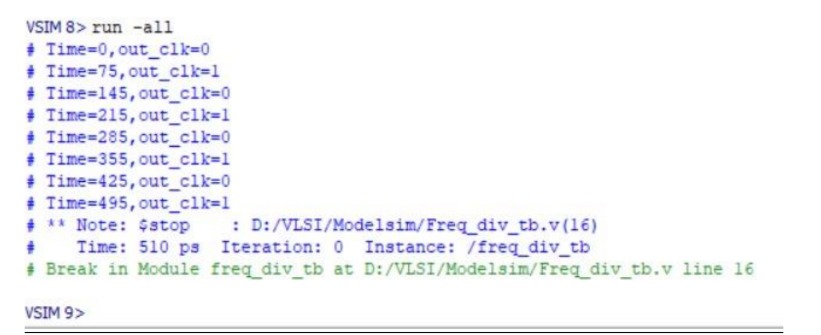 VSIM 8> run -all
# Time=0,out_clk=0
# Time=75,out_clk=1
# Time=145,out_clk=0
# Time=215,out_clk=1
# Time=285,out_clk=0
# Time=355,out_clk=1
# Time=425,out_clk=0
# Time=495,out_clk=1
# ** Note: $stop    : D:/VLSI/Modelsim/Freq_div_tb.v(16)
#    Time: 510 ps  Iteration: 0  Instance: /freq_div_tb
# Break in Module freq_div_tb at D:/VLSI/Modelsim/Freq_div_tb.v line 16
VSIM 9>